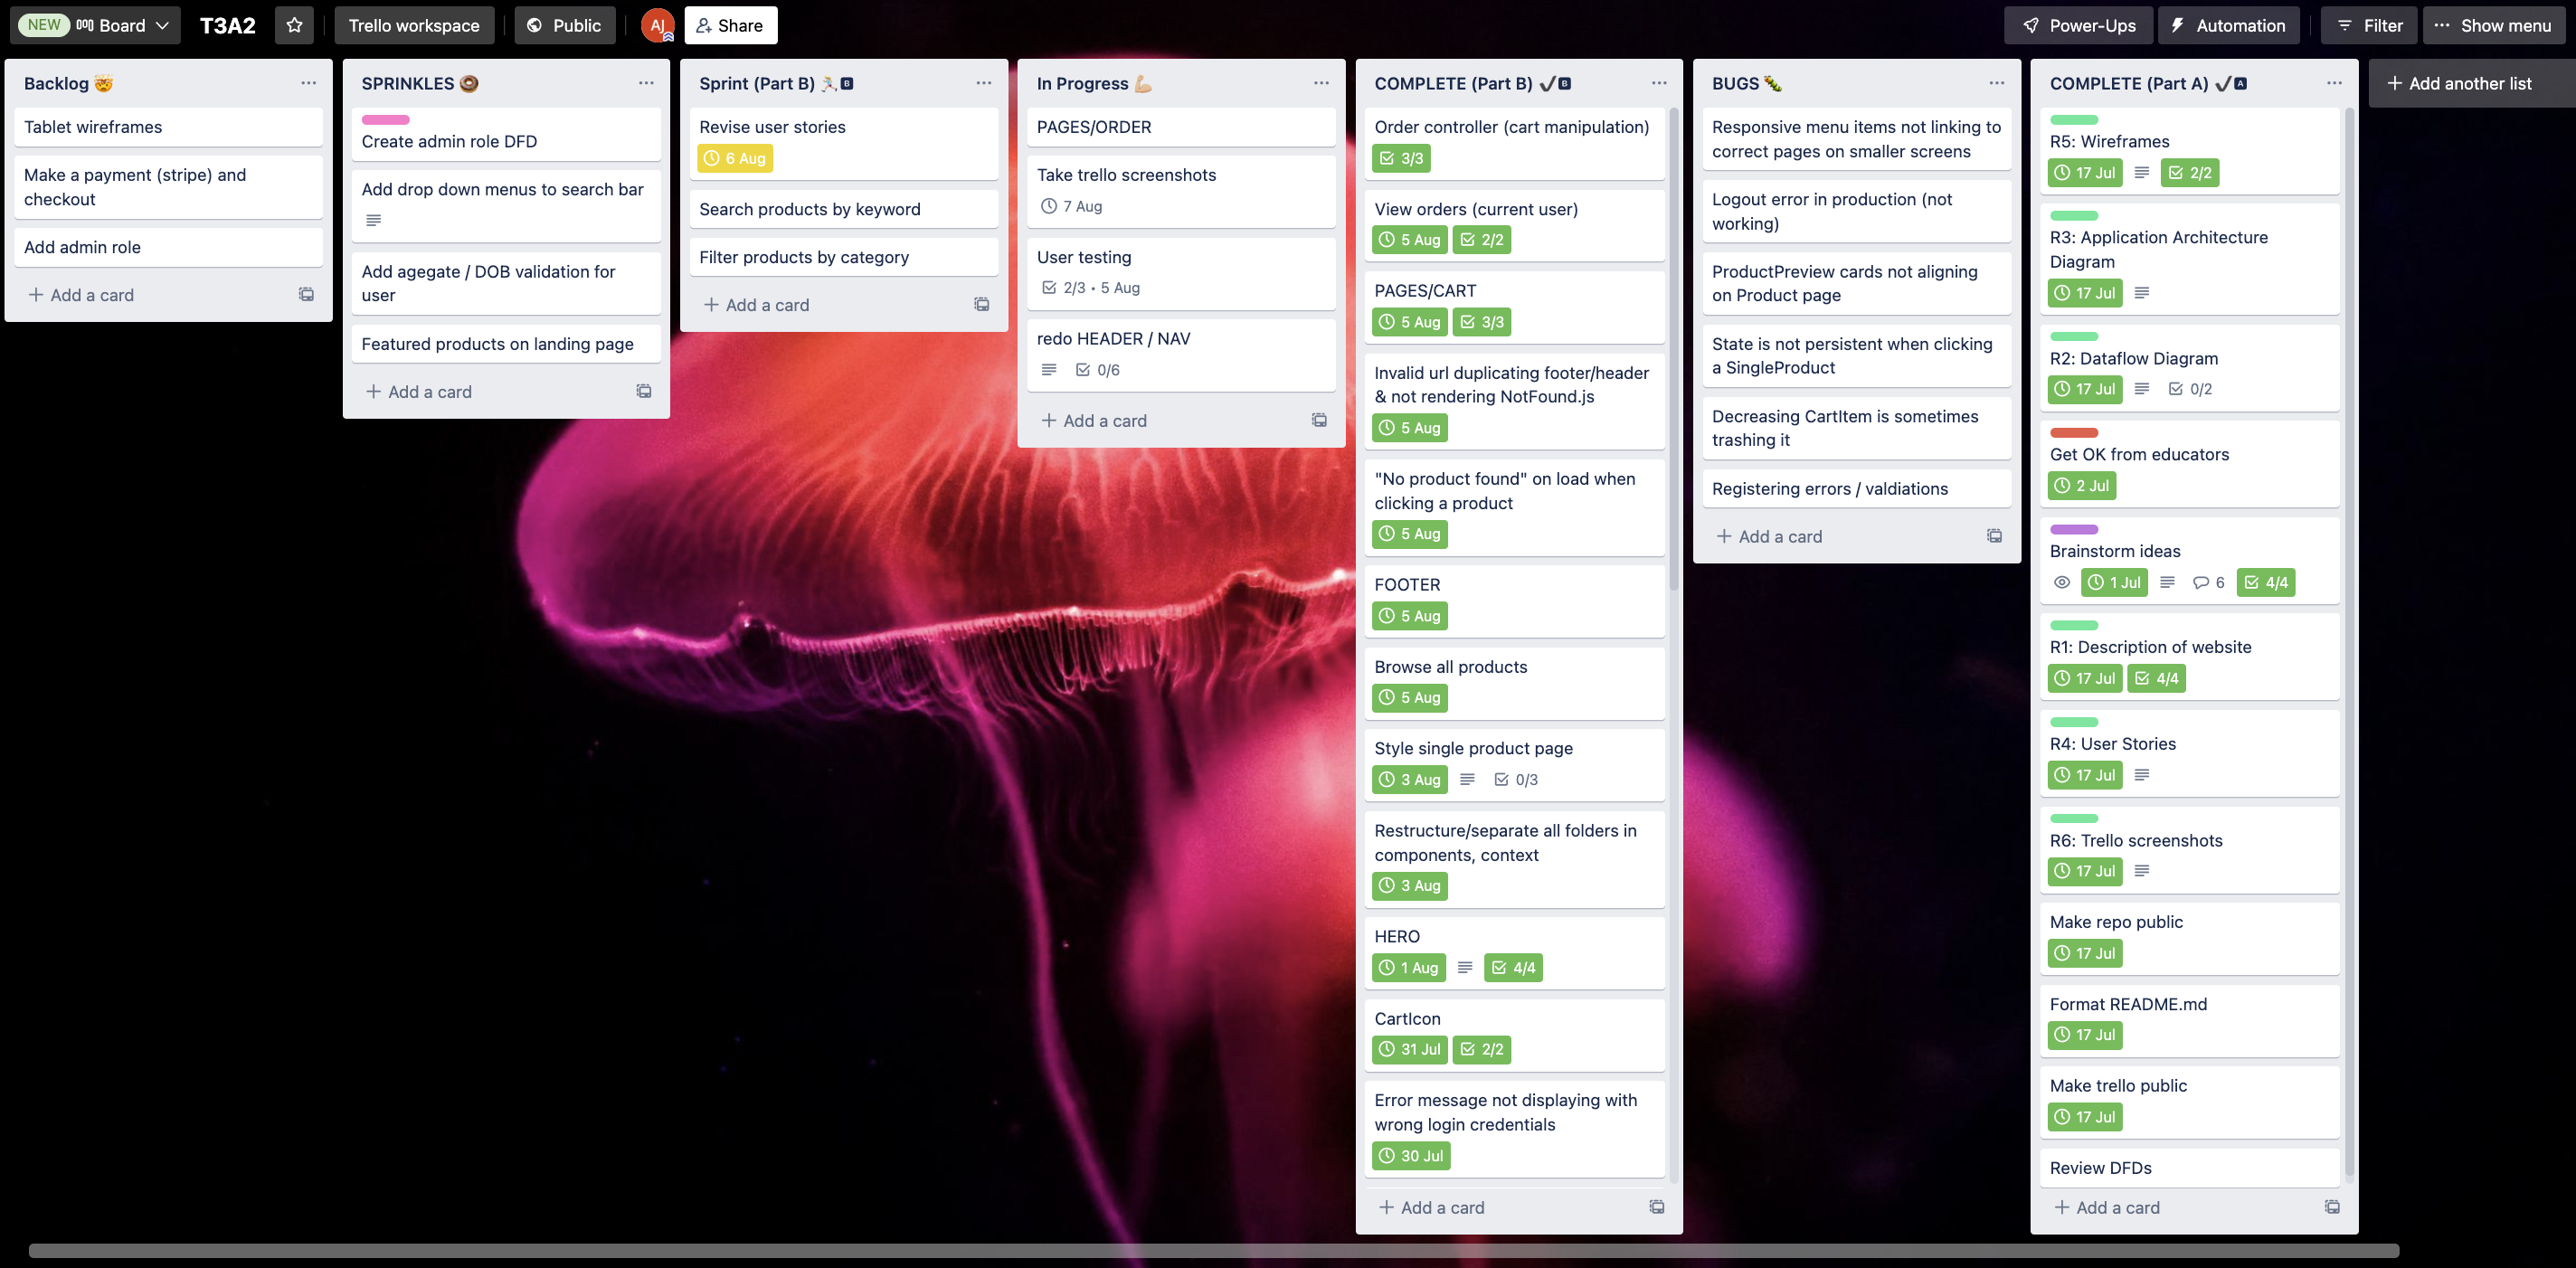 NEW Board T3A2 Trello workspace Public AJ Share Power-Ups Automation Filter Show menu
Backlog 🤯
Tablet wireframes
Make a payment (stripe) and
checkout
Add admin role
Add a card
SPRINKLES 🍩
Create admin role DFD
Add drop down menus to search bar
Add agegate / DOB validation for
user
Featured products on landing page
Add a card
Sprint (Part B) 🏃🏻 B
Revise user stories
6 Aug
Search products by keyword
Filter products by category
Add a card
In Progress 💪🏼
PAGES/ORDER
Take trello screenshots
7 Aug
User testing
2/3 • 5 Aug
redo HEADER / NAV
0/6
Add a card
COMPLETE (Part B) ✔ B
Order controller (cart manipulation)
3/3
View orders (current user)
5 Aug 2/2
PAGES/CART
5 Aug 3/3
Invalid url duplicating footer/header
& not rendering NotFound.js
5 Aug
"No product found" on load when
clicking a product
5 Aug
FOOTER
5 Aug
Browse all products
5 Aug
Style single product page
3 Aug 0/3
Restructure/separate all folders in
components, context
3 Aug
HERO
1 Aug 4/4
CartIcon
31 Jul 2/2
Error message not displaying with
wrong login credentials
30 Jul
Add a card
BUGS 🐛
Responsive menu items not linking to
correct pages on smaller screens
Logout error in production (not
working)
ProductPreview cards not aligning
on Product page
State is not persistent when clicking
a SingleProduct
Decreasing CartItem is sometimes
trashing it
Registering errors / valdiations
Add a card
COMPLETE (Part A) ✔ A
R5: Wireframes
17 Jul 2/2
R3: Application Architecture
Diagram
17 Jul
R2: Dataflow Diagram
17 Jul 0/2
Get OK from educators
2 Jul
Brainstorm ideas
1 Jul 6 4/4
R1: Description of website
17 Jul 4/4
R4: User Stories
17 Jul
R6: Trello screenshots
17 Jul
Make repo public
17 Jul
Format README.md
17 Jul
Make trello public
17 Jul
Review DFDs
Add a card
Add another list